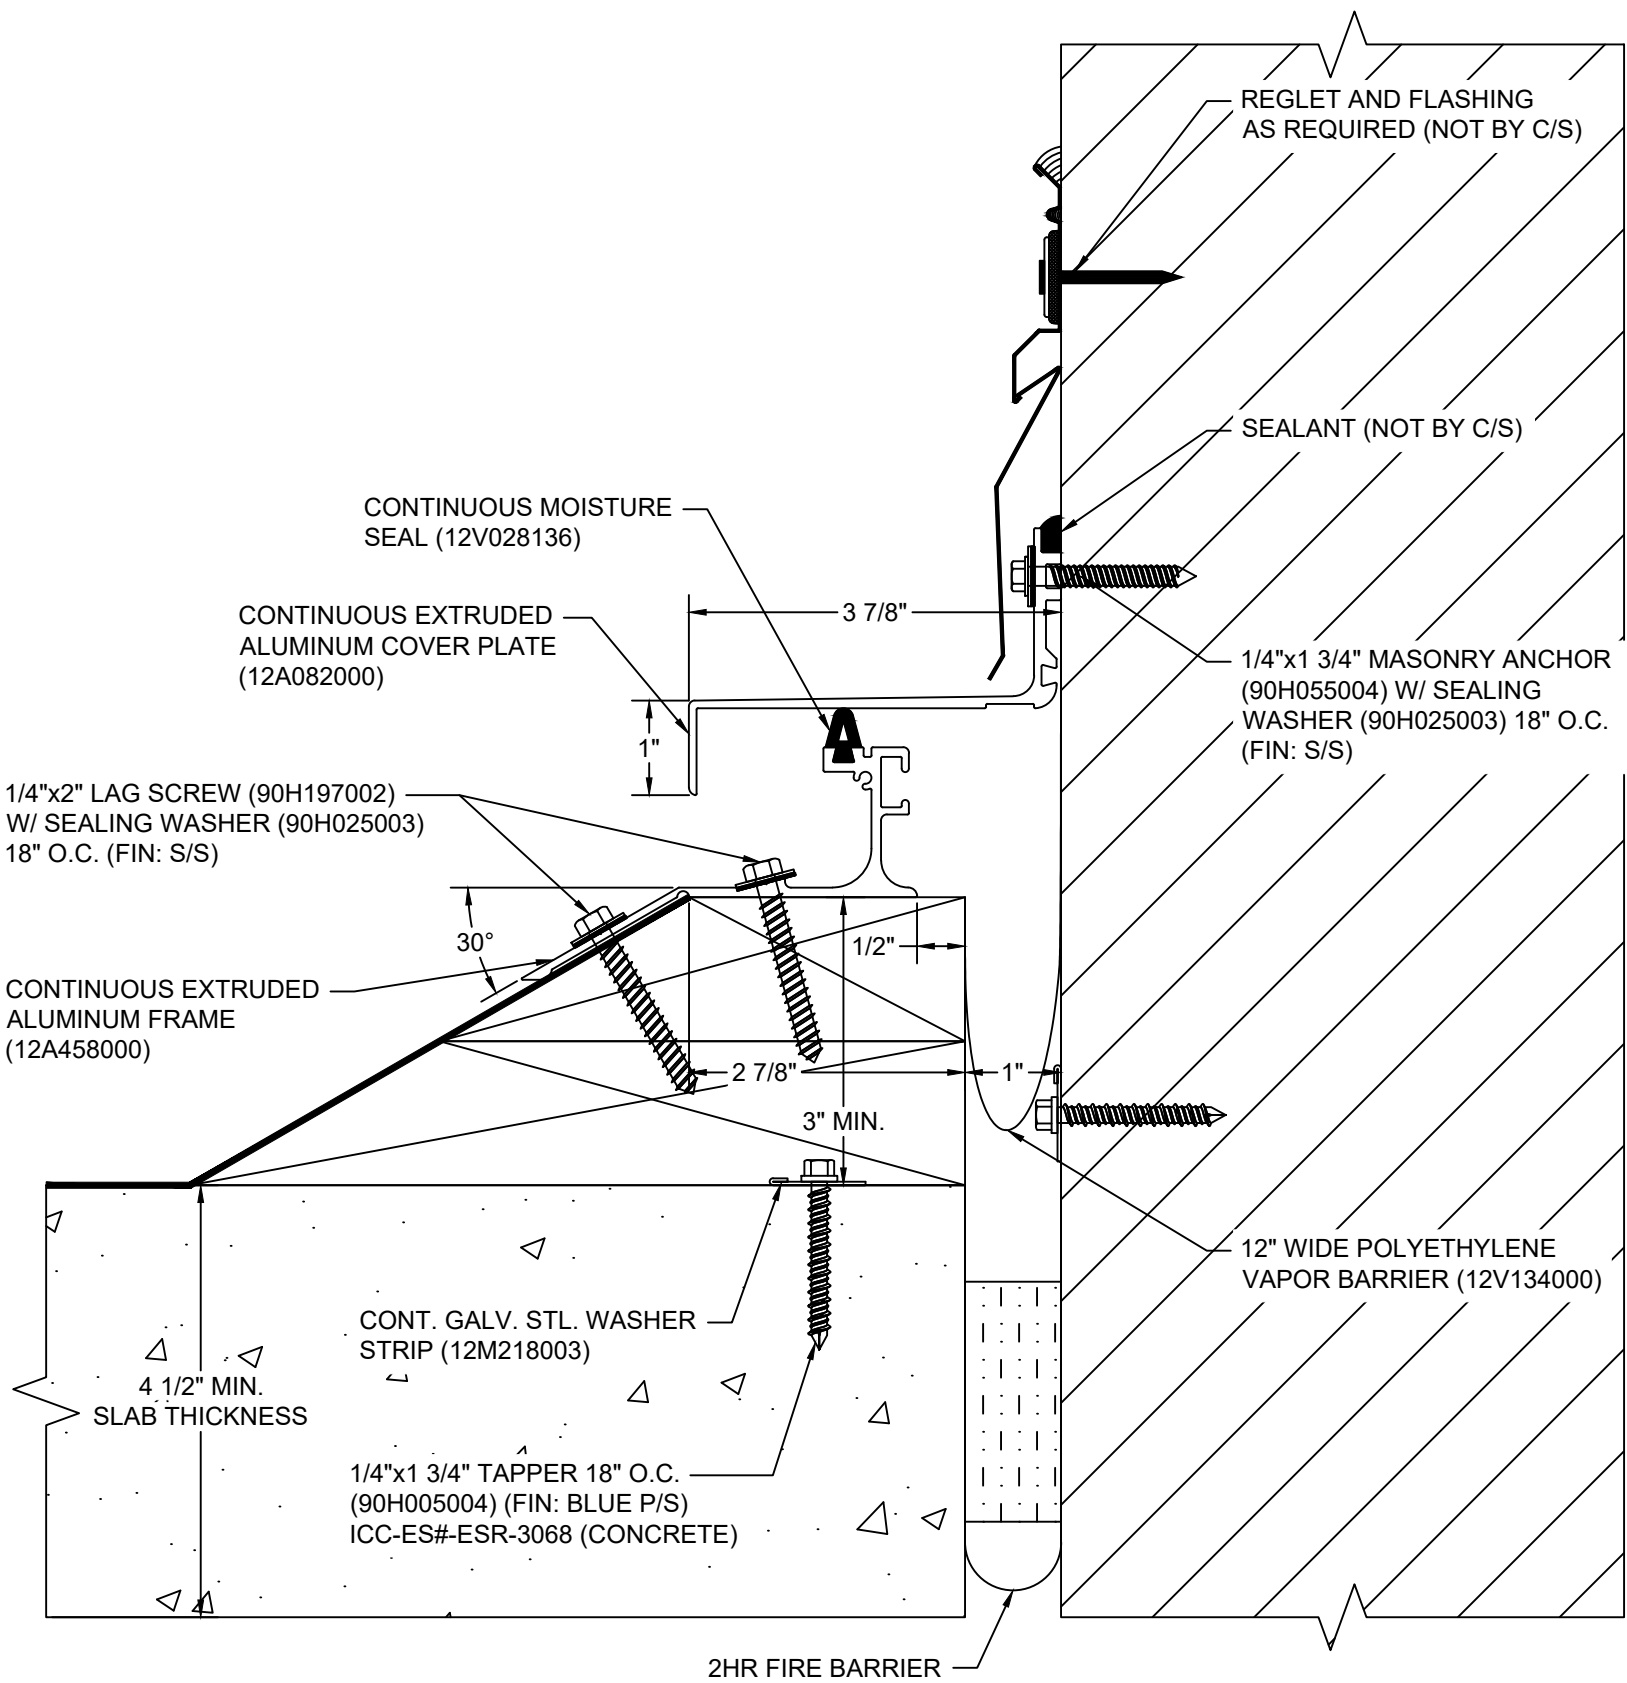 REGLET AND FLASHING
AS REQUIRED (NOT BY C/S)
SEALANT (NOT BY C/S)
CONTINUOUS MOISTURE
SEAL (12V028136)
3 7/8"
CONTINUOUS EXTRUDED
ALUMINUM COVER PLATE
(12A082000)
1/4"x1 3/4" MASONRY ANCHOR
(90H055004) W/ SEALING
WASHER (90H025003) 18" O.C.
(FIN: S/S)
1"
1/4"x2" LAG SCREW (90H197002)
W/ SEALING WASHER (90H025003)
18" O.C. (FIN: S/S)
30°
1/2"
CONTINUOUS EXTRUDED
ALUMINUM FRAME
(12A458000)
2 7/8"
1"
3" MIN.
12" WIDE POLYETHYLENE
VAPOR BARRIER (12V134000)
CONT. GALV. STL. WASHER
STRIP (12M218003)
4 1/2" MIN.
SLAB THICKNESS
1/4"x1 3/4" TAPPER 18" O.C.
(90H005004) (FIN: BLUE P/S)
ICC-ES#-ESR-3068 (CONCRETE)
2HR FIRE BARRIER